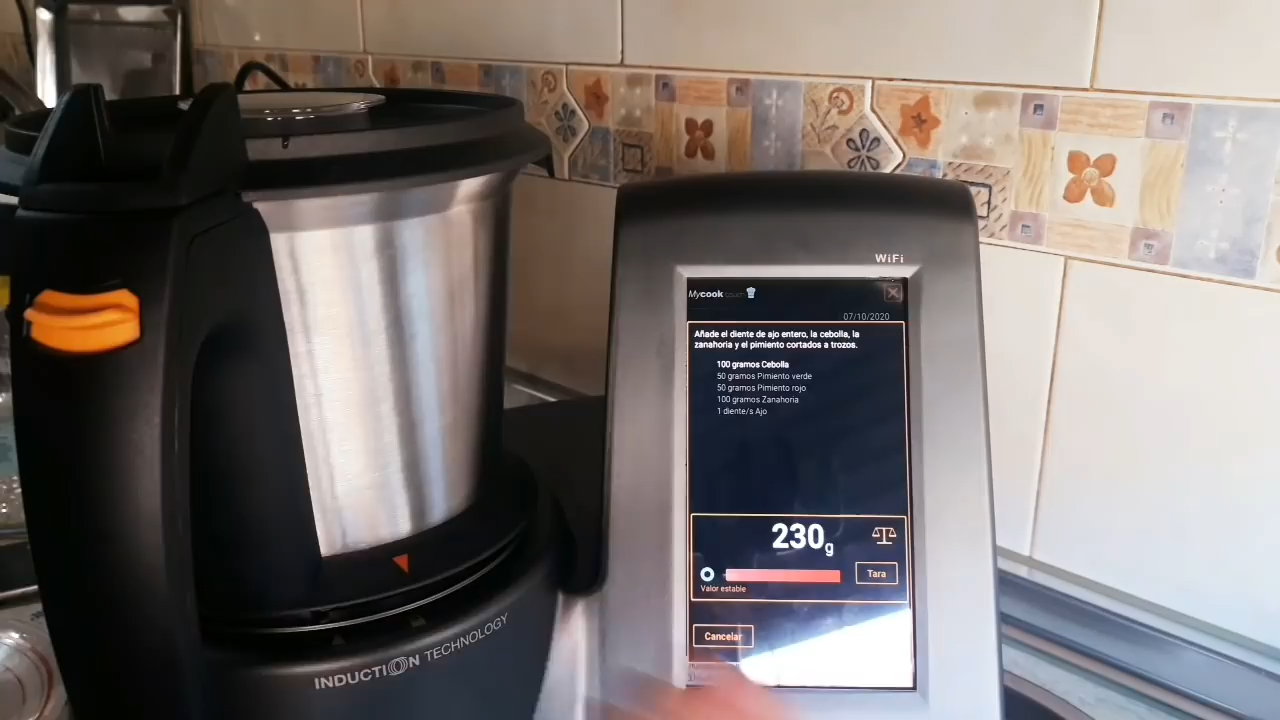 WiFi
Mycook TOUCH
07/10/2020
Añade el diente de ajo entero, la cebolla, la
zanahoria y el pimiento cortados a trozos.
100 gramos Cebolla
50 gramos Pimiento verde
50 gramos Pimiento rojo
100 gramos Zanahoria
1 diente/s Ajo
230g
Tara
Valor estable
Cancelar
INDUCTION TECHNOLOGY